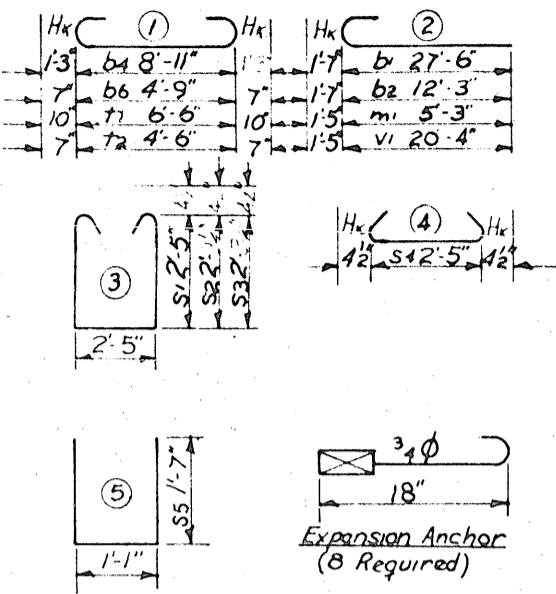 Hk ① Hk ②
1'-3" b4 8'-11" 1'-7" b1 27'-6"
7" b6 4'-9" 7" 1'-7" b2 12'-3"
10" t1 6'-6" 10" 1'-5" m1 5'-3"
7" t2 4'-6" 7" 1'-5" v1 20'-4"
③
S1 2'-5"
S2 2'
S3 2'
2'-5"
Hk ④ Hk
4½" S4 2'-5" 4½"
⑤
S5 1'-7"
1'-1"
¾ ϕ
18"
Expansion Anchor
(8 Required)